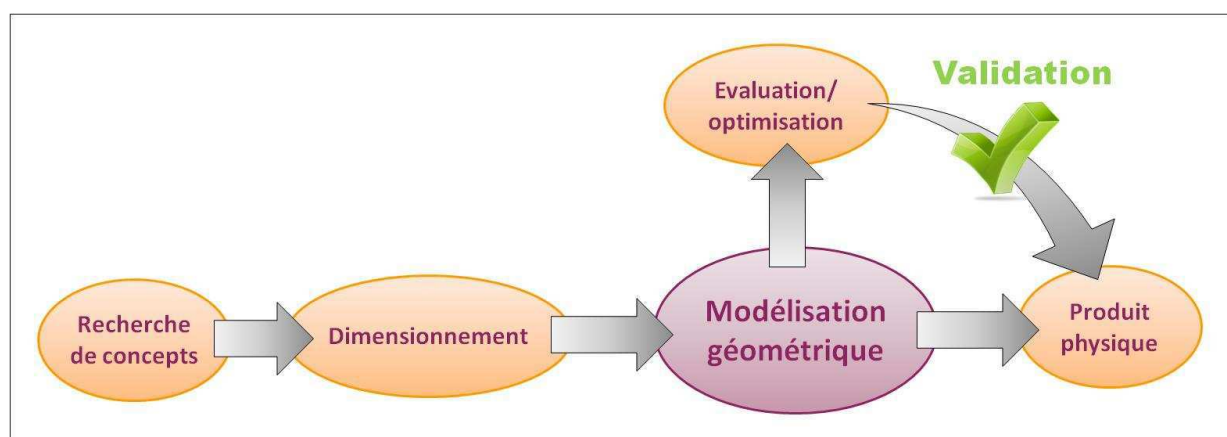 Recherche
de concepts
Dimensionnement
Modélisation
géométrique
Evaluation/
optimisation
Validation
Produit
physique